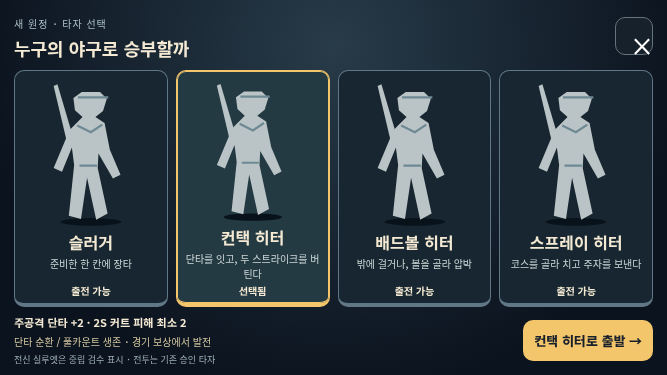 새 원정 · 타자 선택
누구의 야구로 승부할까
슬러거
준비한 한 칸에 장타
출전 가능
컨택 히터
단타를 잇고, 두 스트라이크를 버
틴다
선택됨
배드볼 히터
밖에 걸거나, 볼을 골라 압박
출전 가능
스프레이 히터
코스를 골라 치고 주자를 보낸다
출전 가능
주공격 단타 +2 · 2S 커트 피해 최소 2
단타 순환 / 풀카운트 생존 · 경기 보상에서 발전
전신 실루엣은 중립 검수 표시 · 전투는 기존 승인 타자
컨택 히터로 출발 →